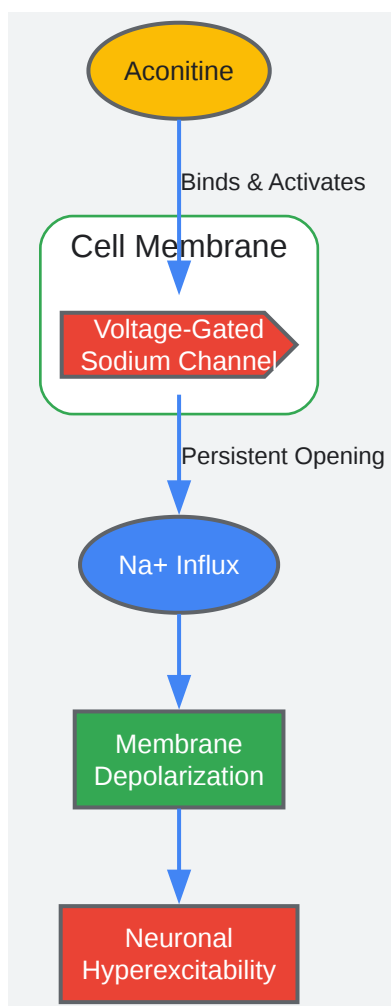 Aconitine
Binds & Activates
Cell Membrane
Voltage-Gated
Sodium Channel
Persistent Opening
Na+ Influx
Membrane
Depolarization
Neuronal
Hyperexcitability